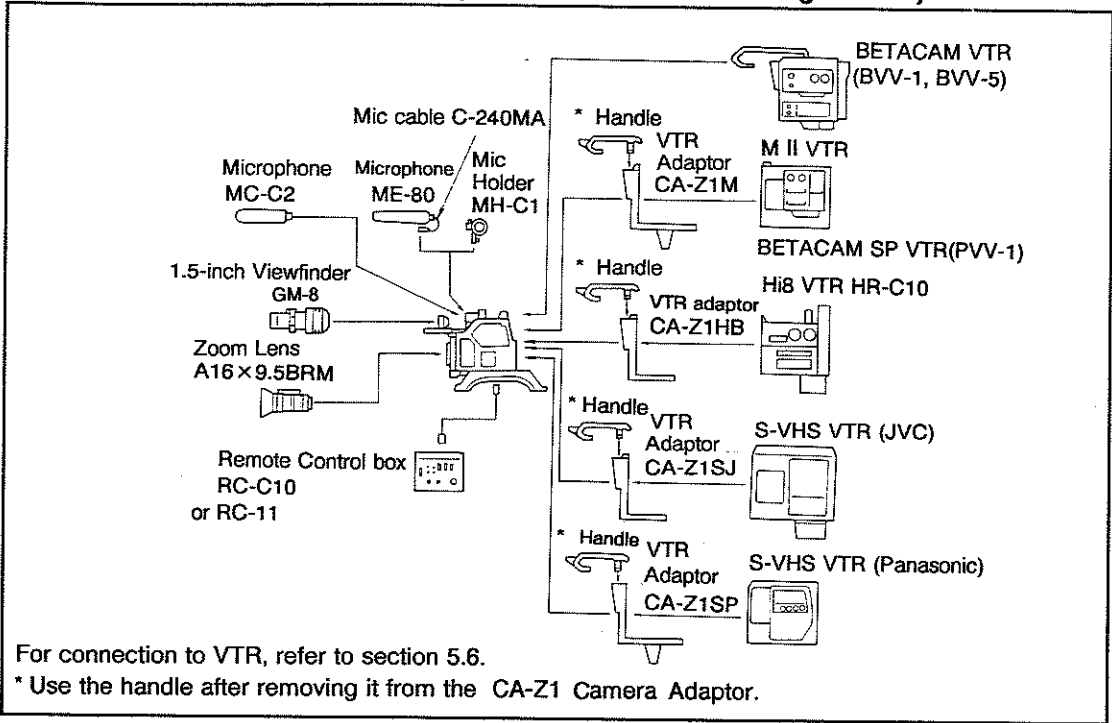 BETACAM VTR
(BVV-1, BVV-5)
Mic cable C-240MA
* Handle
VTR
Adaptor
CA-Z1M
M II VTR
Microphone
MC-C2
Microphone
ME-80
Mic
Holder
MH-C1
BETACAM SP VTR(PVV-1)
Hi8 VTR HR-C10
* Handle
VTR adaptor
CA-Z1HB
1.5-inch Viewfinder
GM-8
Zoom Lens
A16×9.5BRM
* Handle
VTR
Adaptor
CA-Z1SJ
S-VHS VTR (JVC)
Remote Control box
RC-C10
or RC-11
* Handle
VTR
Adaptor
CA-Z1SP
S-VHS VTR (Panasonic)
For connection to VTR, refer to section 5.6.
* Use the handle after removing it from the CA-Z1 Camera Adaptor.